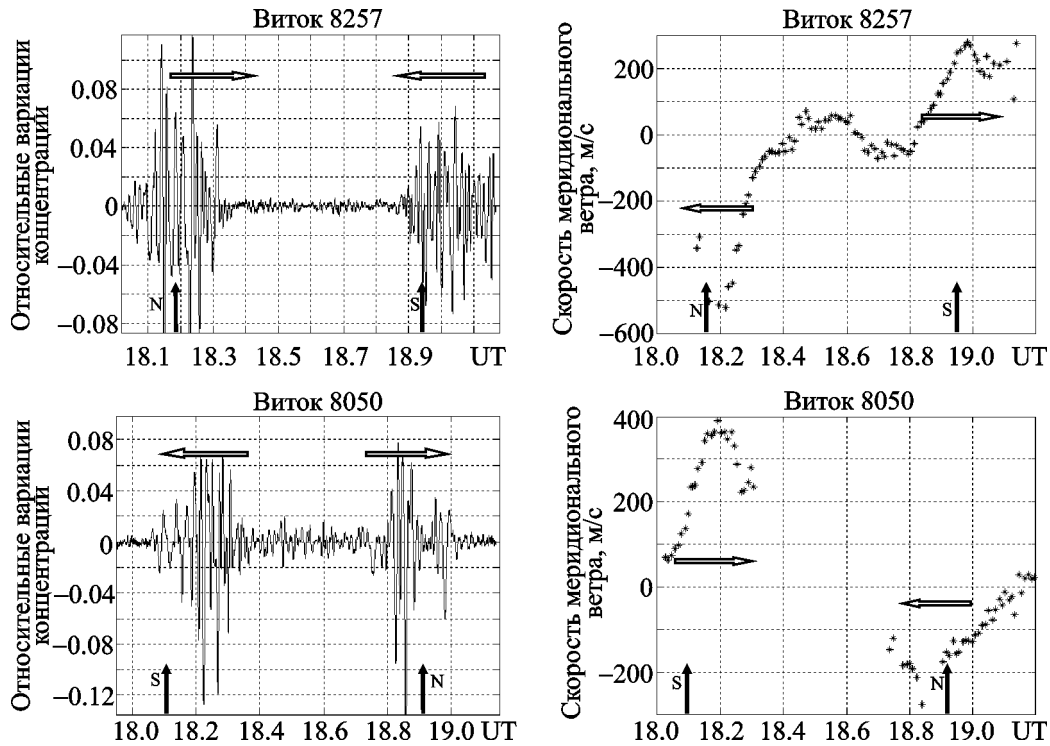 Виток 8257
Относительные вариации
концентрации
0.08
0.04
0
−0.04
−0.08
N
S
18.1 18.3 18.5 18.7 18.9 UT
Виток 8257
Скорость меридионального
ветра, м/с
200
0
−200
−400
−600
N
S
18.0 18.2 18.4 18.6 18.8 19.0 UT
Виток 8050
Относительные вариации
концентрации
0.08
0.04
0
−0.04
−0.08
−0.12
S
N
18.0 18.2 18.4 18.6 18.8 19.0 UT
Виток 8050
Скорость меридионального
ветра, м/с
400
200
0
−200
S
N
18.0 18.2 18.4 18.6 18.8 19.0 UT